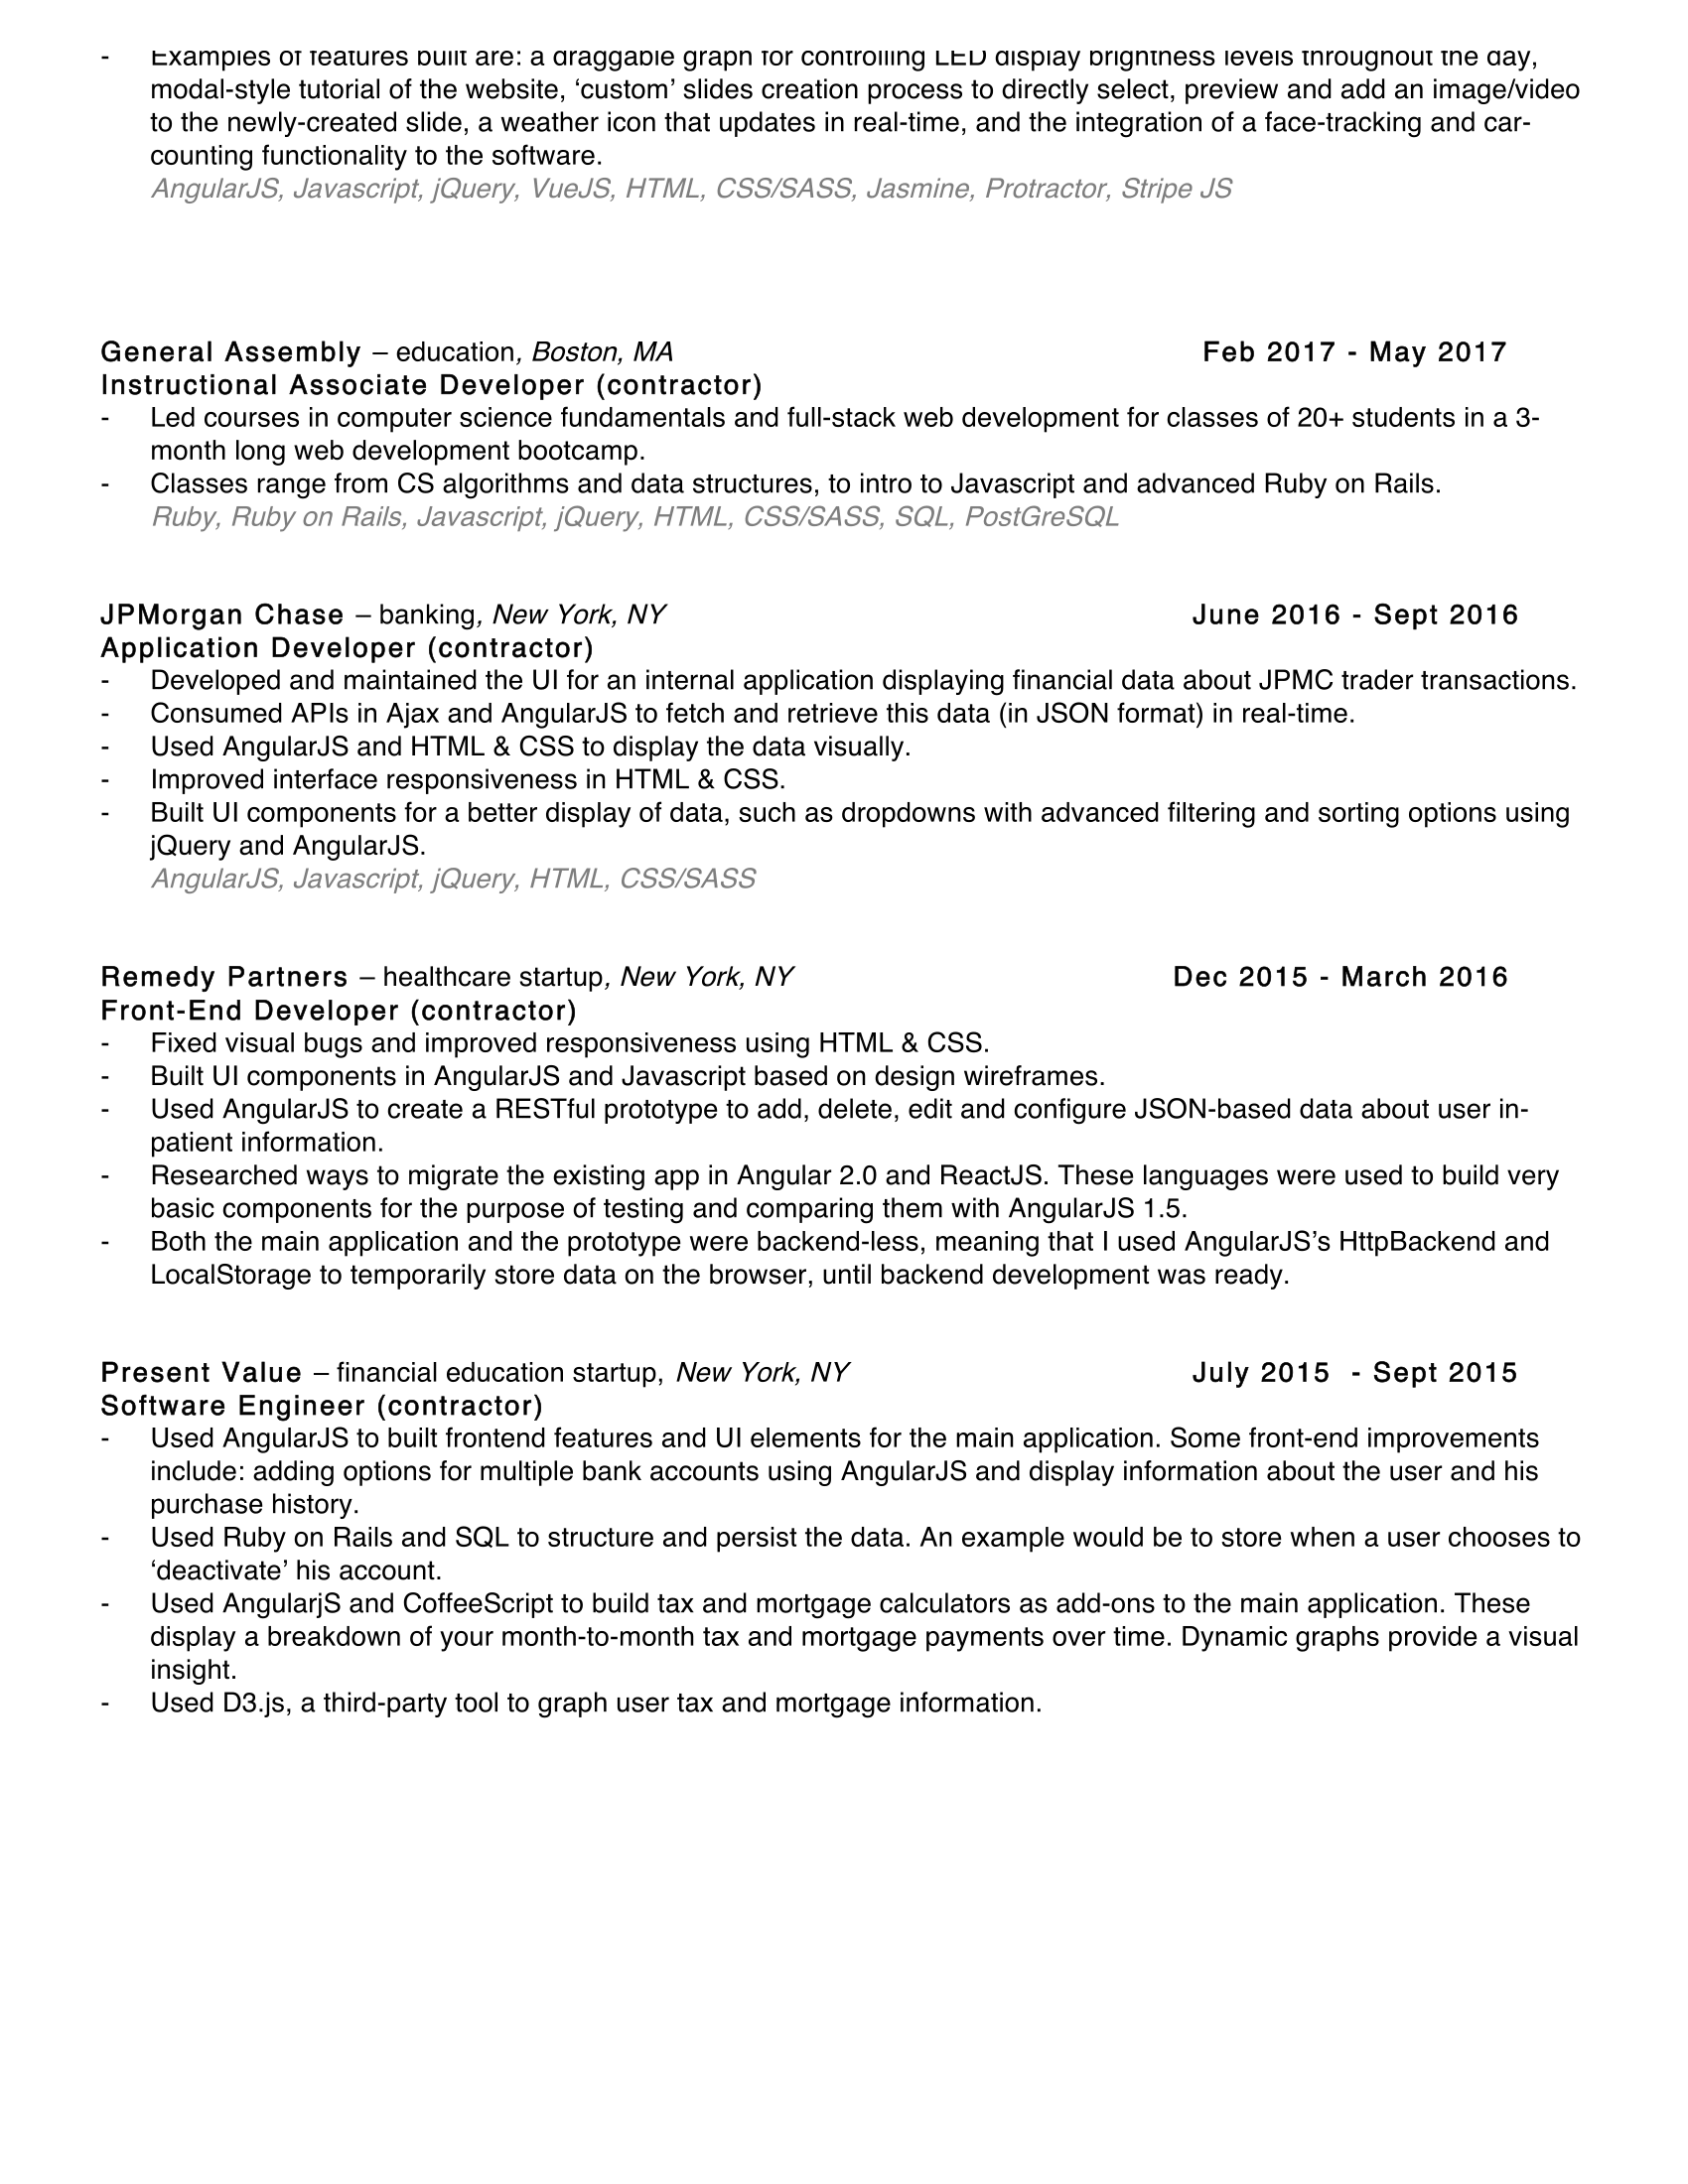 - Examples of features built are: a draggable graph for controlling LED display brightness levels throughout the day,
modal-style tutorial of the website, ‘custom’ slides creation process to directly select, preview and add an image/video
to the newly-created slide, a weather icon that updates in real-time, and the integration of a face-tracking and car-
counting functionality to the software.
AngularJS, Javascript, jQuery, VueJS, HTML, CSS/SASS, Jasmine, Protractor, Stripe JS
General Assembly – education, Boston, MA Feb 2017 - May 2017
Instructional Associate Developer (contractor)
- Led courses in computer science fundamentals and full-stack web development for classes of 20+ students in a 3-
month long web development bootcamp.
- Classes range from CS algorithms and data structures, to intro to Javascript and advanced Ruby on Rails.
Ruby, Ruby on Rails, Javascript, jQuery, HTML, CSS/SASS, SQL, PostGreSQL
JPMorgan Chase – banking, New York, NY June 2016 - Sept 2016
Application Developer (contractor)
- Developed and maintained the UI for an internal application displaying financial data about JPMC trader transactions.
- Consumed APIs in Ajax and AngularJS to fetch and retrieve this data (in JSON format) in real-time.
- Used AngularJS and HTML & CSS to display the data visually.
- Improved interface responsiveness in HTML & CSS.
- Built UI components for a better display of data, such as dropdowns with advanced filtering and sorting options using
jQuery and AngularJS.
AngularJS, Javascript, jQuery, HTML, CSS/SASS
Remedy Partners – healthcare startup, New York, NY Dec 2015 - March 2016
Front-End Developer (contractor)
- Fixed visual bugs and improved responsiveness using HTML & CSS.
- Built UI components in AngularJS and Javascript based on design wireframes.
- Used AngularJS to create a RESTful prototype to add, delete, edit and configure JSON-based data about user in-
patient information.
- Researched ways to migrate the existing app in Angular 2.0 and ReactJS. These languages were used to build very
basic components for the purpose of testing and comparing them with AngularJS 1.5.
- Both the main application and the prototype were backend-less, meaning that I used AngularJS’s HttpBackend and
LocalStorage to temporarily store data on the browser, until backend development was ready.
Present Value – financial education startup, New York, NY July 2015  - Sept 2015
Software Engineer (contractor)
- Used AngularJS to built frontend features and UI elements for the main application. Some front-end improvements
include: adding options for multiple bank accounts using AngularJS and display information about the user and his
purchase history.
- Used Ruby on Rails and SQL to structure and persist the data. An example would be to store when a user chooses to
‘deactivate’ his account.
- Used AngularjS and CoffeeScript to build tax and mortgage calculators as add-ons to the main application. These
display a breakdown of your month-to-month tax and mortgage payments over time. Dynamic graphs provide a visual
insight.
- Used D3.js, a third-party tool to graph user tax and mortgage information.